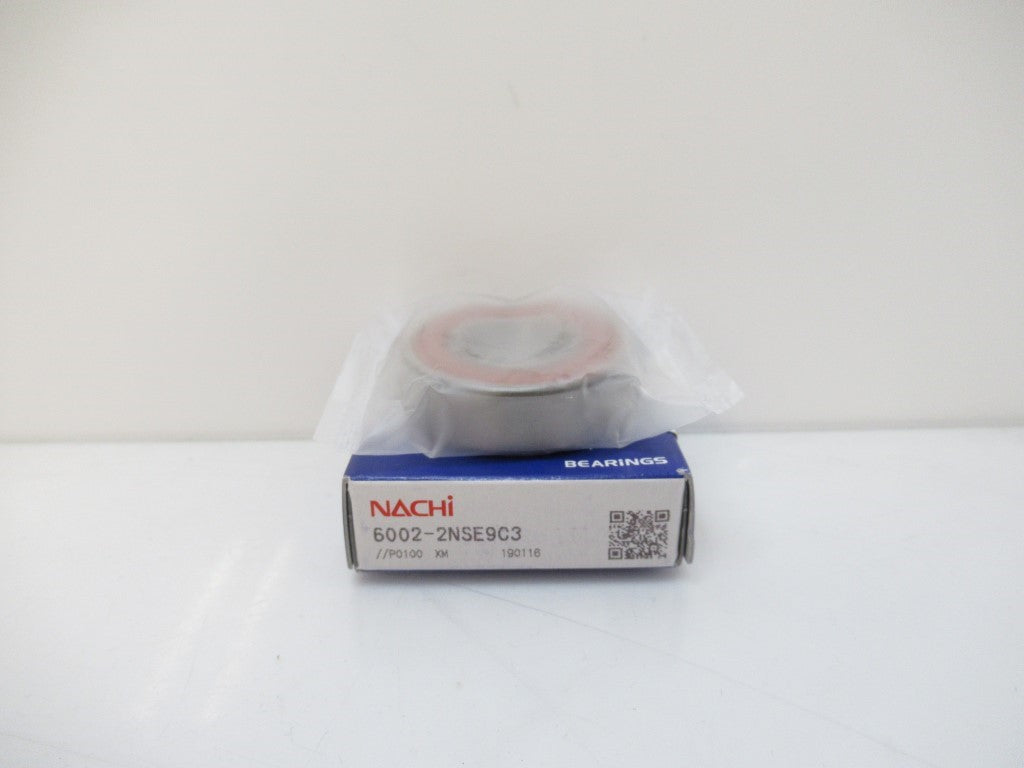 BEARINGS
NACHi
6002-2NSE9C3
//P0100 XM 190116